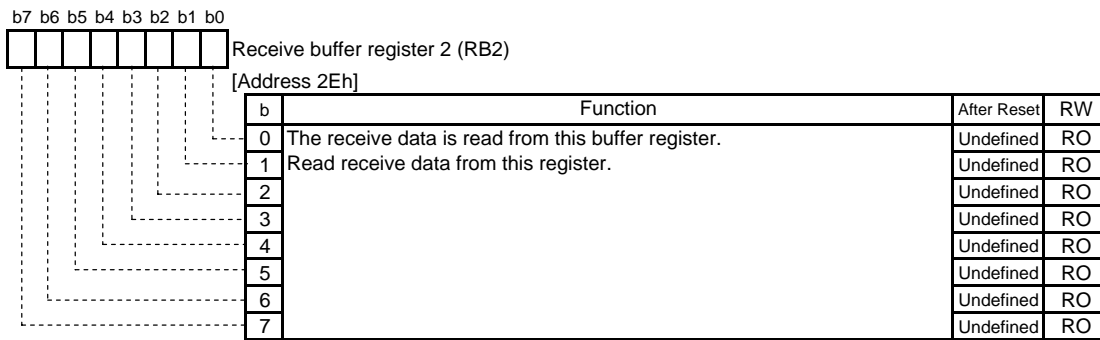 b7 b6 b5 b4 b3 b2 b1 b0
Receive buffer register 2 (RB2)
[Address 2Eh]
b Function After Reset RW
0 The receive data is read from this buffer register. Undefined RO
1 Read receive data from this register. Undefined RO
2 Undefined RO
3 Undefined RO
4 Undefined RO
5 Undefined RO
6 Undefined RO
7 Undefined RO